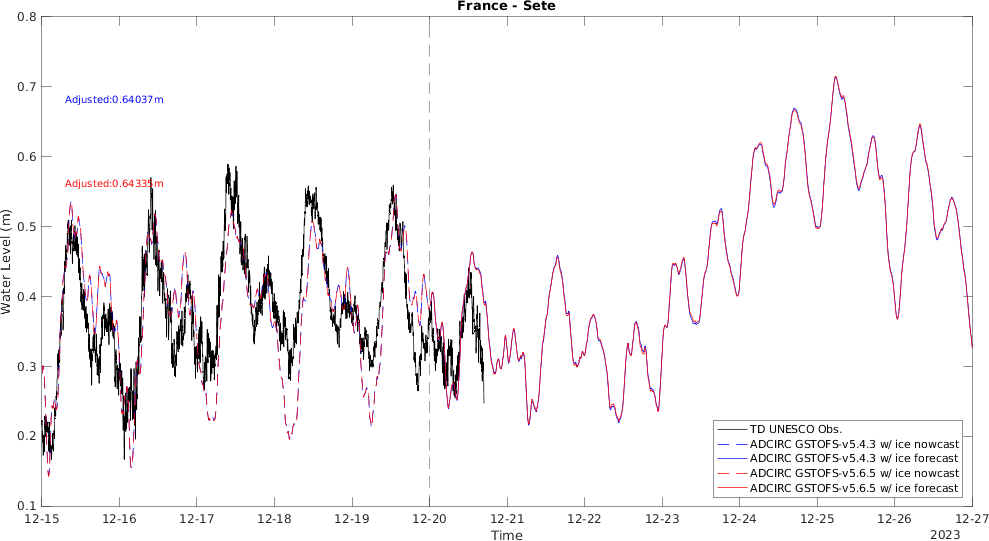 France - Sete
0.8
0.7
0.6
0.5
0.4
0.3
0.2
0.1
Water Level (m)
Adjusted:0.64037m
Adjusted:0.64335m
TD UNESCO Obs.
ADCIRC GSTOFS-v5.4.3 w/ ice nowcast
ADCIRC GSTOFS-v5.4.3 w/ ice forecast
ADCIRC GSTOFS-v5.6.5 w/ ice nowcast
ADCIRC GSTOFS-v5.6.5 w/ ice forecast
12-15 12-16 12-17 12-18 12-19 12-20 12-21 12-22 12-23 12-24 12-25 12-26 12-27
Time
2023